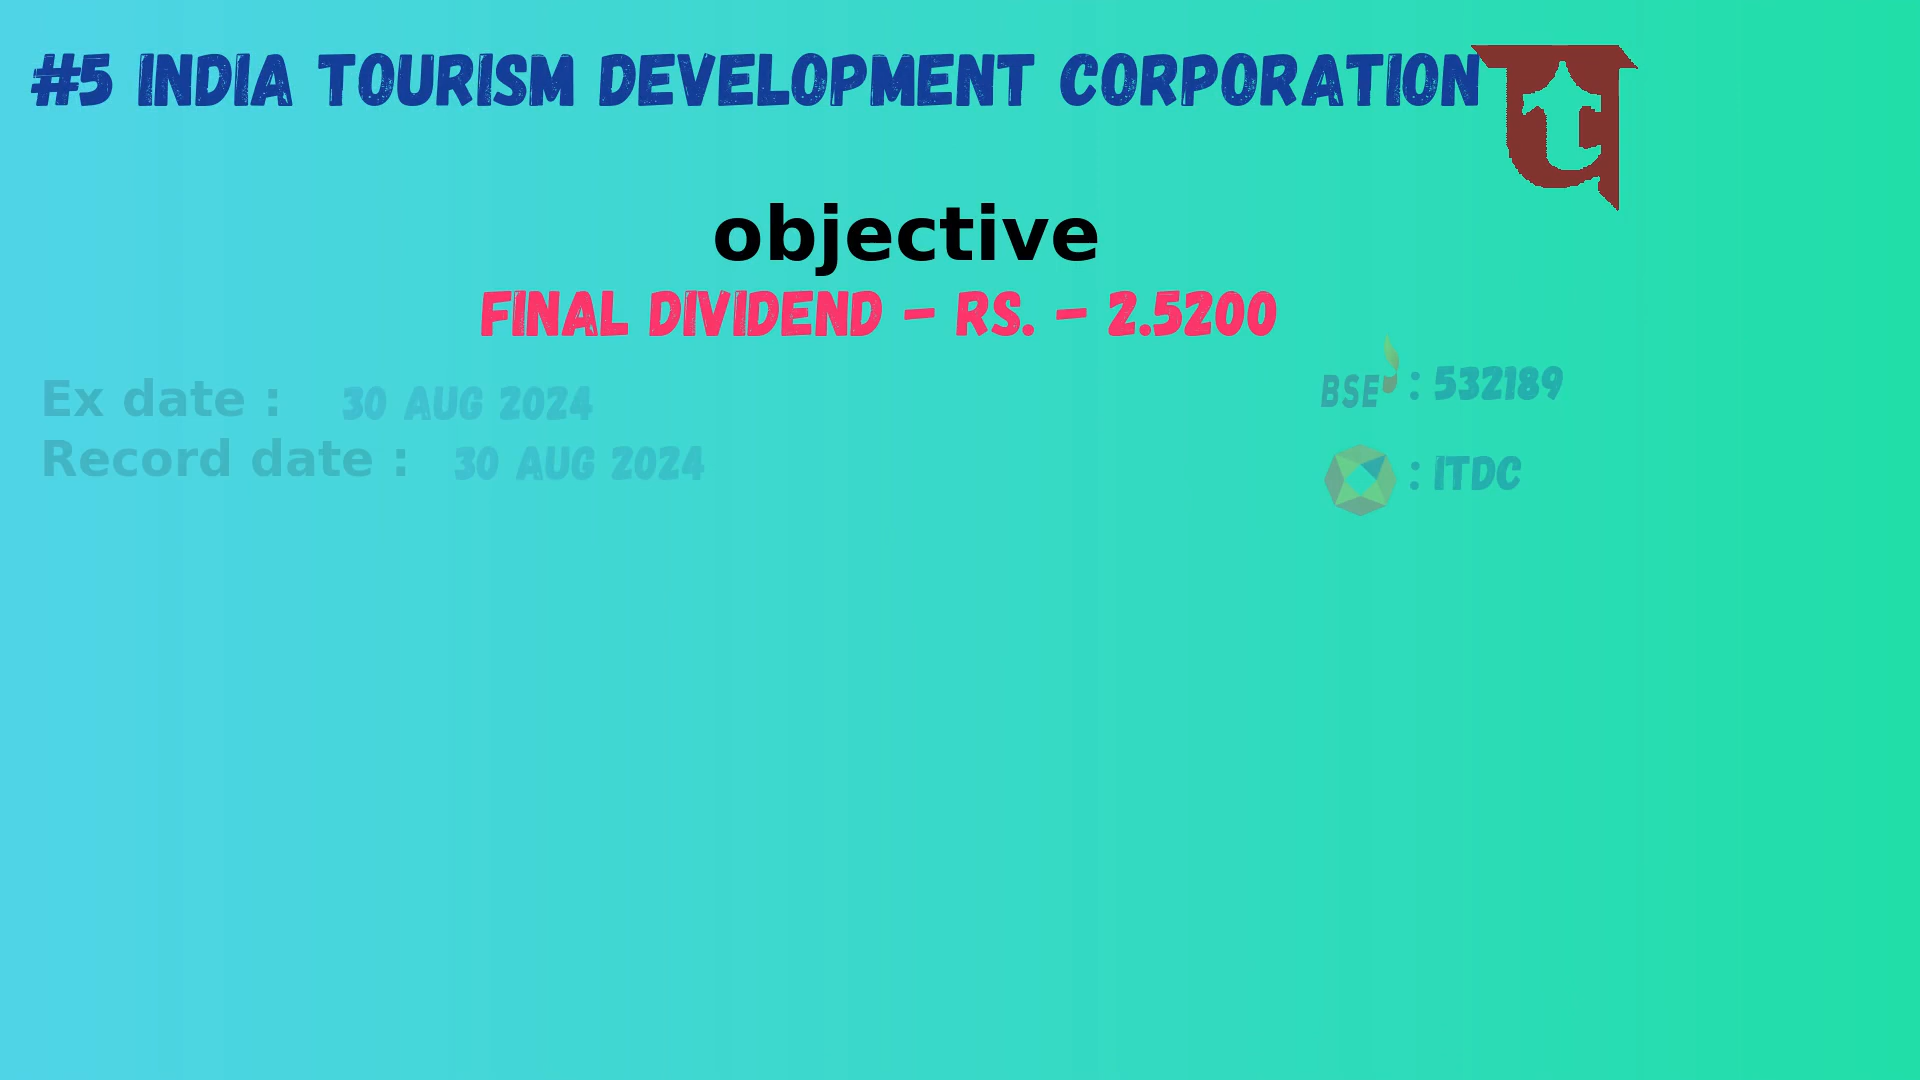 #5 INDIA TOURISM DEVELOPMENT CORPORATION
objective
FINAL DIVIDEND - RS. - 2.5200
Ex date : 30 AUG 2024
Record date : 30 AUG 2024
BSE : 532189
: ITDC